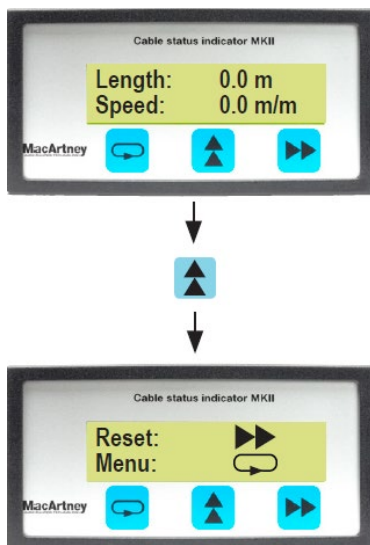 Cable status indicator MKII
Length: 0.0 m
Speed: 0.0 m/m
MacArtney
Cable status indicator MKII
Reset:
Menu:
MacArtney